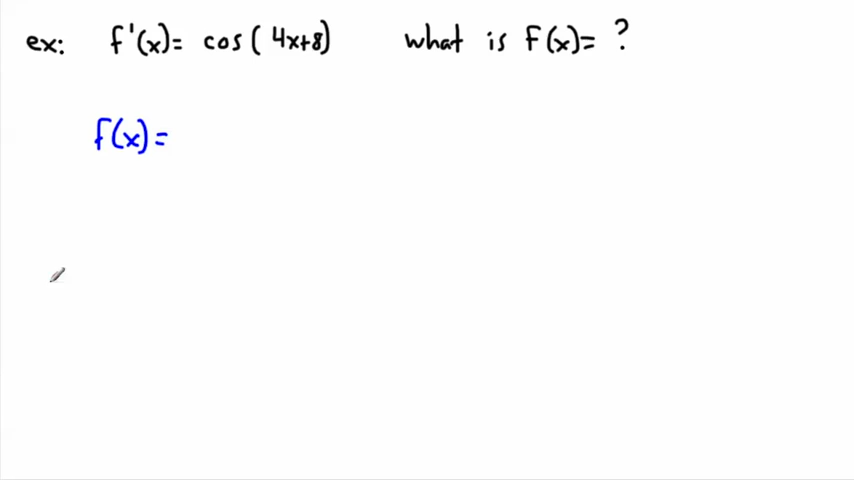 ex: f'(x)= cos( 4x+8) what is f(x)= ?
f(x)=